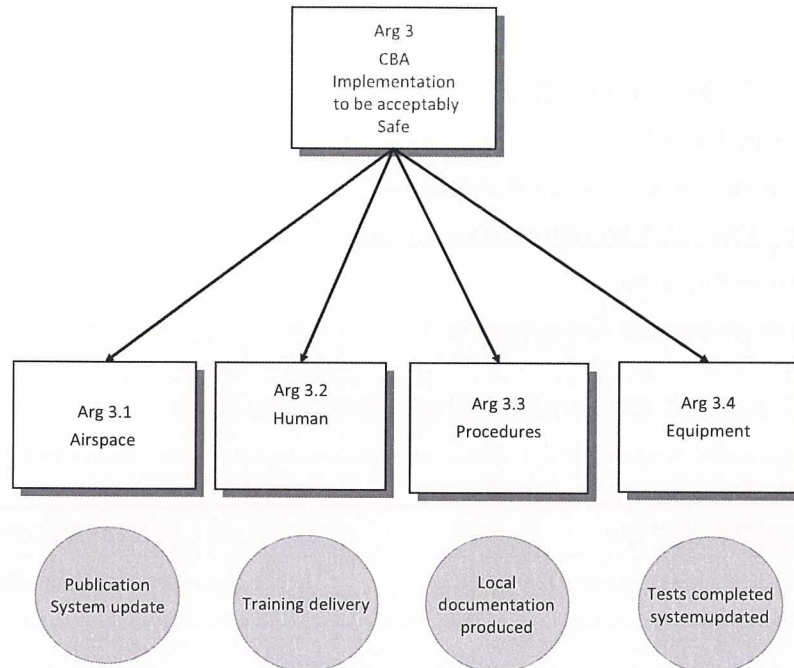 Arg 3
CBA
Implementation
to be acceptably
Safe
Arg 3.1
Airspace
Arg 3.2
Human
Arg 3.3
Procedures
Arg 3.4
Equipment
Publication
System update
Training delivery
Local
documentation
produced
Tests completed
systemupdated